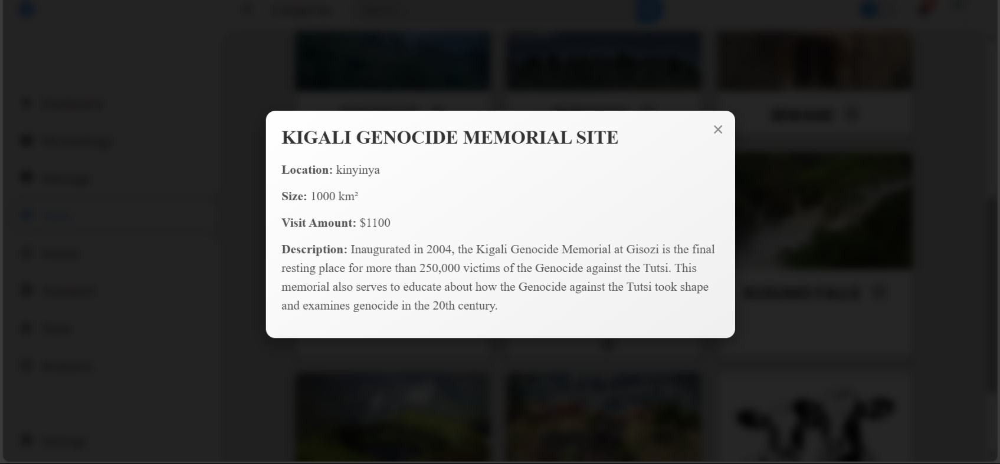 KIGALI GENOCIDE MEMORIAL SITE
Location: kinyinya
Size: 1000 km²
Visit Amount: $1100
Description: Inaugurated in 2004, the Kigali Genocide Memorial at Gisozi is the final
resting place for more than 250,000 victims of the Genocide against the Tutsi. This
memorial also serves to educate about how the Genocide against the Tutsi took shape
and examines genocide in the 20th century.